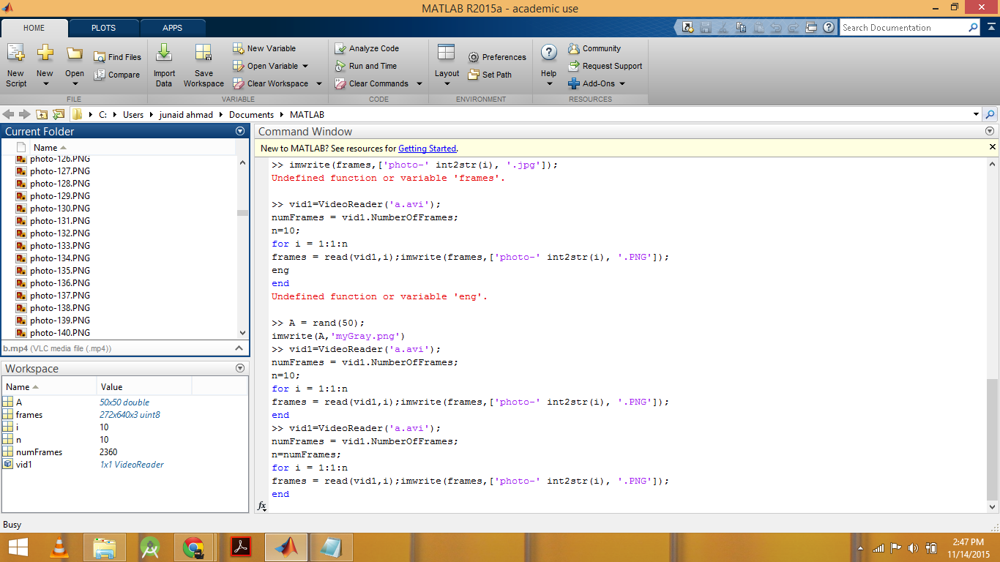 MATLAB R2015a - academic use
HOME PLOTS APPS
Search Documentation
New Script
New
Open
Find Files
Compare
FILE
Import Data
Save Workspace
New Variable
Open Variable
Clear Workspace
VARIABLE
Analyze Code
Run and Time
Clear Commands
CODE
Layout
Preferences
Set Path
ENVIRONMENT
Help
Community
Request Support
Add-Ons
RESOURCES
C: Users junaid ahmad Documents MATLAB
Current Folder
Name
photo-126.PNG
photo-127.PNG
photo-128.PNG
photo-129.PNG
photo-130.PNG
photo-131.PNG
photo-132.PNG
photo-133.PNG
photo-134.PNG
photo-135.PNG
photo-136.PNG
photo-137.PNG
photo-138.PNG
photo-139.PNG
photo-140.PNG
b.mp4 (VLC media file (.mp4))
Workspace
Name Value
A 50x50 double
frames 272x640x3 uint8
i 10
n 10
numFrames 2360
vid1 1x1 VideoReader
Command Window
New to MATLAB? See resources for Getting Started.
>> imwrite(frames,['photo-' int2str(i), '.jpg']);
Undefined function or variable 'frames'.
>> vid1=VideoReader('a.avi');
numFrames = vid1.NumberOfFrames;
n=10;
for i = 1:1:n
frames = read(vid1,i);imwrite(frames,['photo-' int2str(i), '.PNG']);
eng
end
Undefined function or variable 'eng'.
>> A = rand(50);
imwrite(A,'myGray.png')
>> vid1=VideoReader('a.avi');
numFrames = vid1.NumberOfFrames;
n=10;
for i = 1:1:n
frames = read(vid1,i);imwrite(frames,['photo-' int2str(i), '.PNG']);
end
>> vid1=VideoReader('a.avi');
numFrames = vid1.NumberOfFrames;
n=numFrames;
for i = 1:1:n
frames = read(vid1,i);imwrite(frames,['photo-' int2str(i), '.PNG']);
end
fx
Busy
2:47 PM
11/14/2015